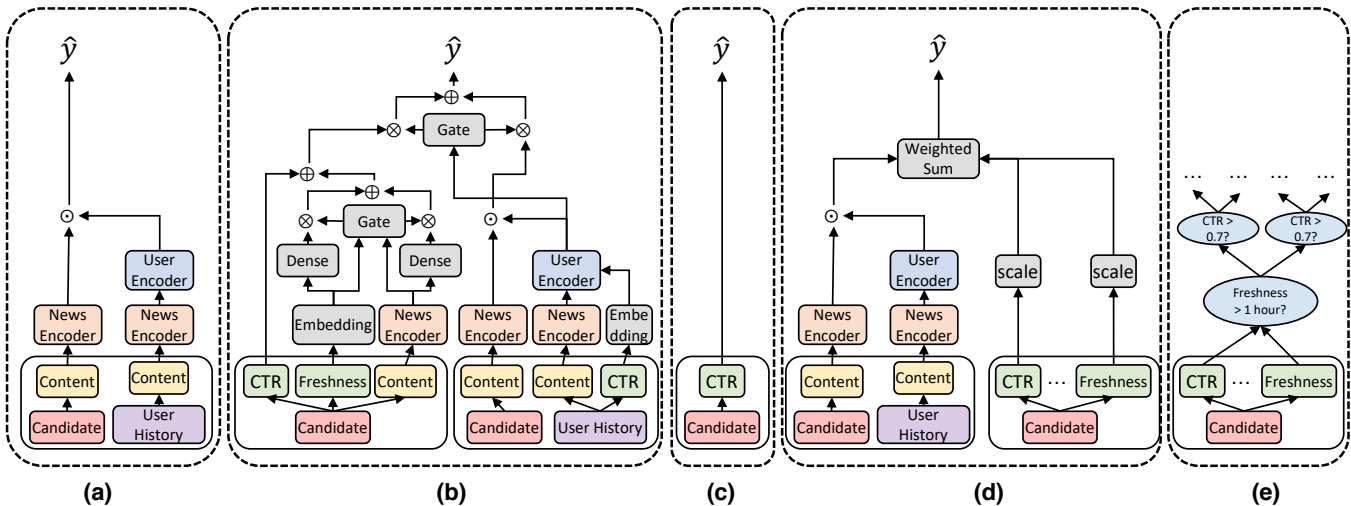 ŷ
⊙
User
Encoder
News
Encoder
News
Encoder
Content
Content
Candidate
User
History
(a)
ŷ
⊕
⊗
Gate
⊗
⊕
⊕
⊗
Gate
⊗
⊙
Dense
Dense
User
Encoder
Embedding
News
Encoder
News
Encoder
News
Encoder
Embe
dding
CTR
Freshness
Content
Content
Content
CTR
Candidate
Candidate
User History
(b)
ŷ
CTR
Candidate
(c)
ŷ
Weighted
Sum
⊙
User
Encoder
scale
scale
News
Encoder
News
Encoder
Content
Content
CTR
...
Freshness
Candidate
User
History
Candidate
(d)
... ... ... ...
CTR >
0.7?
CTR >
0.7?
Freshness
> 1 hour?
CTR
...
Freshness
Candidate
(e)